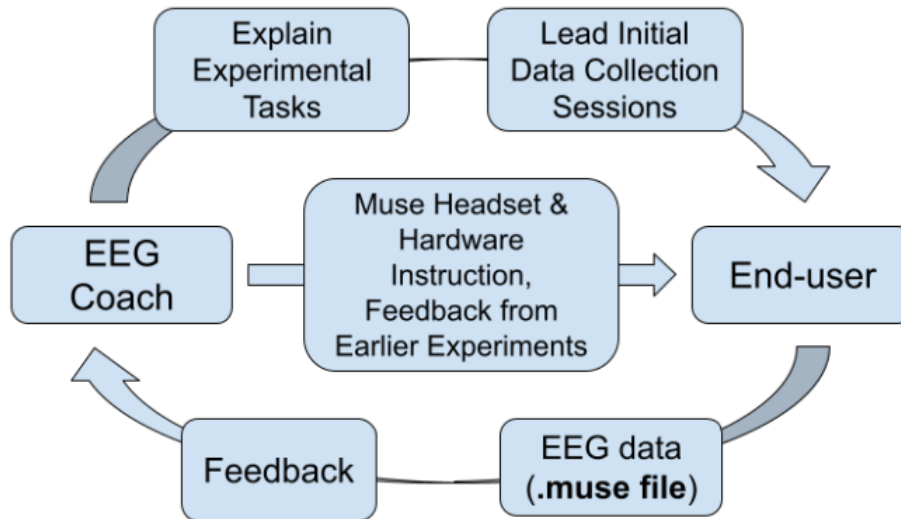 Explain
Experimental
Tasks
Lead Initial
Data Collection
Sessions
EEG
Coach
Muse Headset &
Hardware
Instruction,
Feedback from
Earlier Experiments
End-user
Feedback
EEG data
(.muse file)